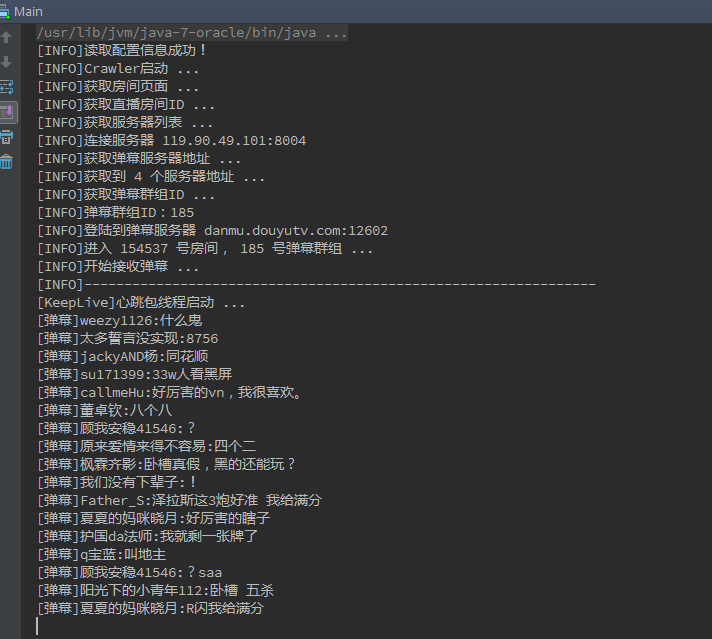 Main
/usr/lib/jvm/java-7-oracle/bin/java ...
[INFO]读取配置信息成功！
[INFO]Crawler启动 ...
[INFO]获取房间页面 ...
[INFO]获取直播房间ID ...
[INFO]获取服务器列表 ...
[INFO]连接服务器 119.90.49.101:8004
[INFO]获取弹幕服务器地址 ...
[INFO]获取到 4 个服务器地址 ...
[INFO]获取弹幕群组ID ...
[INFO]弹幕群组ID：185
[INFO]登陆到弹幕服务器 danmu.douyutv.com:12602
[INFO]进入 154537 号房间， 185 号弹幕群组 ...
[INFO]开始接收弹幕 ...
[INFO]----------------------------------------------------------------
[KeepLive]心跳包线程启动 ...
[弹幕]weezy1126:什么鬼
[弹幕]太多誓言没实现:8756
[弹幕]jackyAND杨:同花顺
[弹幕]su171399:33w人看黑屏
[弹幕]callmeHu:好厉害的vn，我很喜欢。
[弹幕]董卓钦:八个八
[弹幕]顾我安稳41546:？
[弹幕]原来爱情来得不容易:四个二
[弹幕]枫霖齐影:卧槽真假，黑的还能玩？
[弹幕]我们没有下辈子:！
[弹幕]Father_S:泽拉斯这3炮好准 我给满分
[弹幕]夏夏的妈咪晓月:好厉害的瞎子
[弹幕]护国da法师:我就剩一张牌了
[弹幕]q宝蓝:叫地主
[弹幕]顾我安稳41546:？saa
[弹幕]阳光下的小青年112:卧槽 五杀
[弹幕]夏夏的妈咪晓月:R闪我给满分